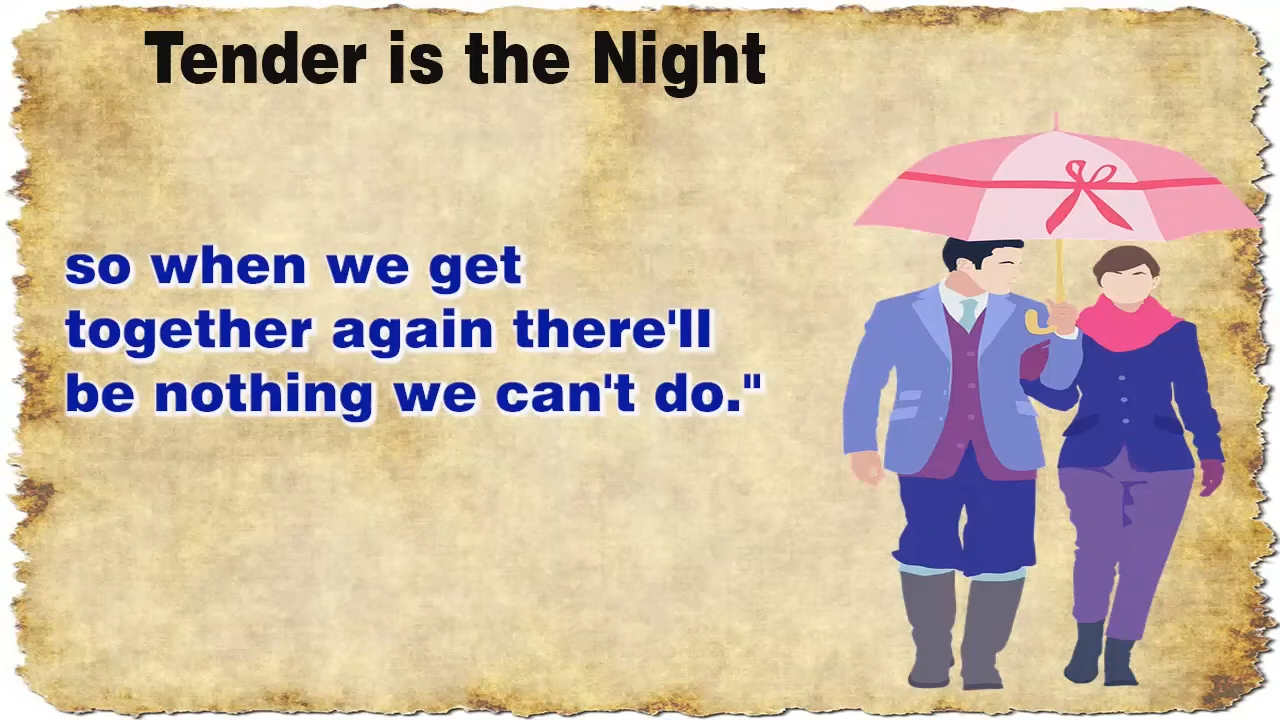 Tender is the Night
so when we get
together again there'll
be nothing we can't do."